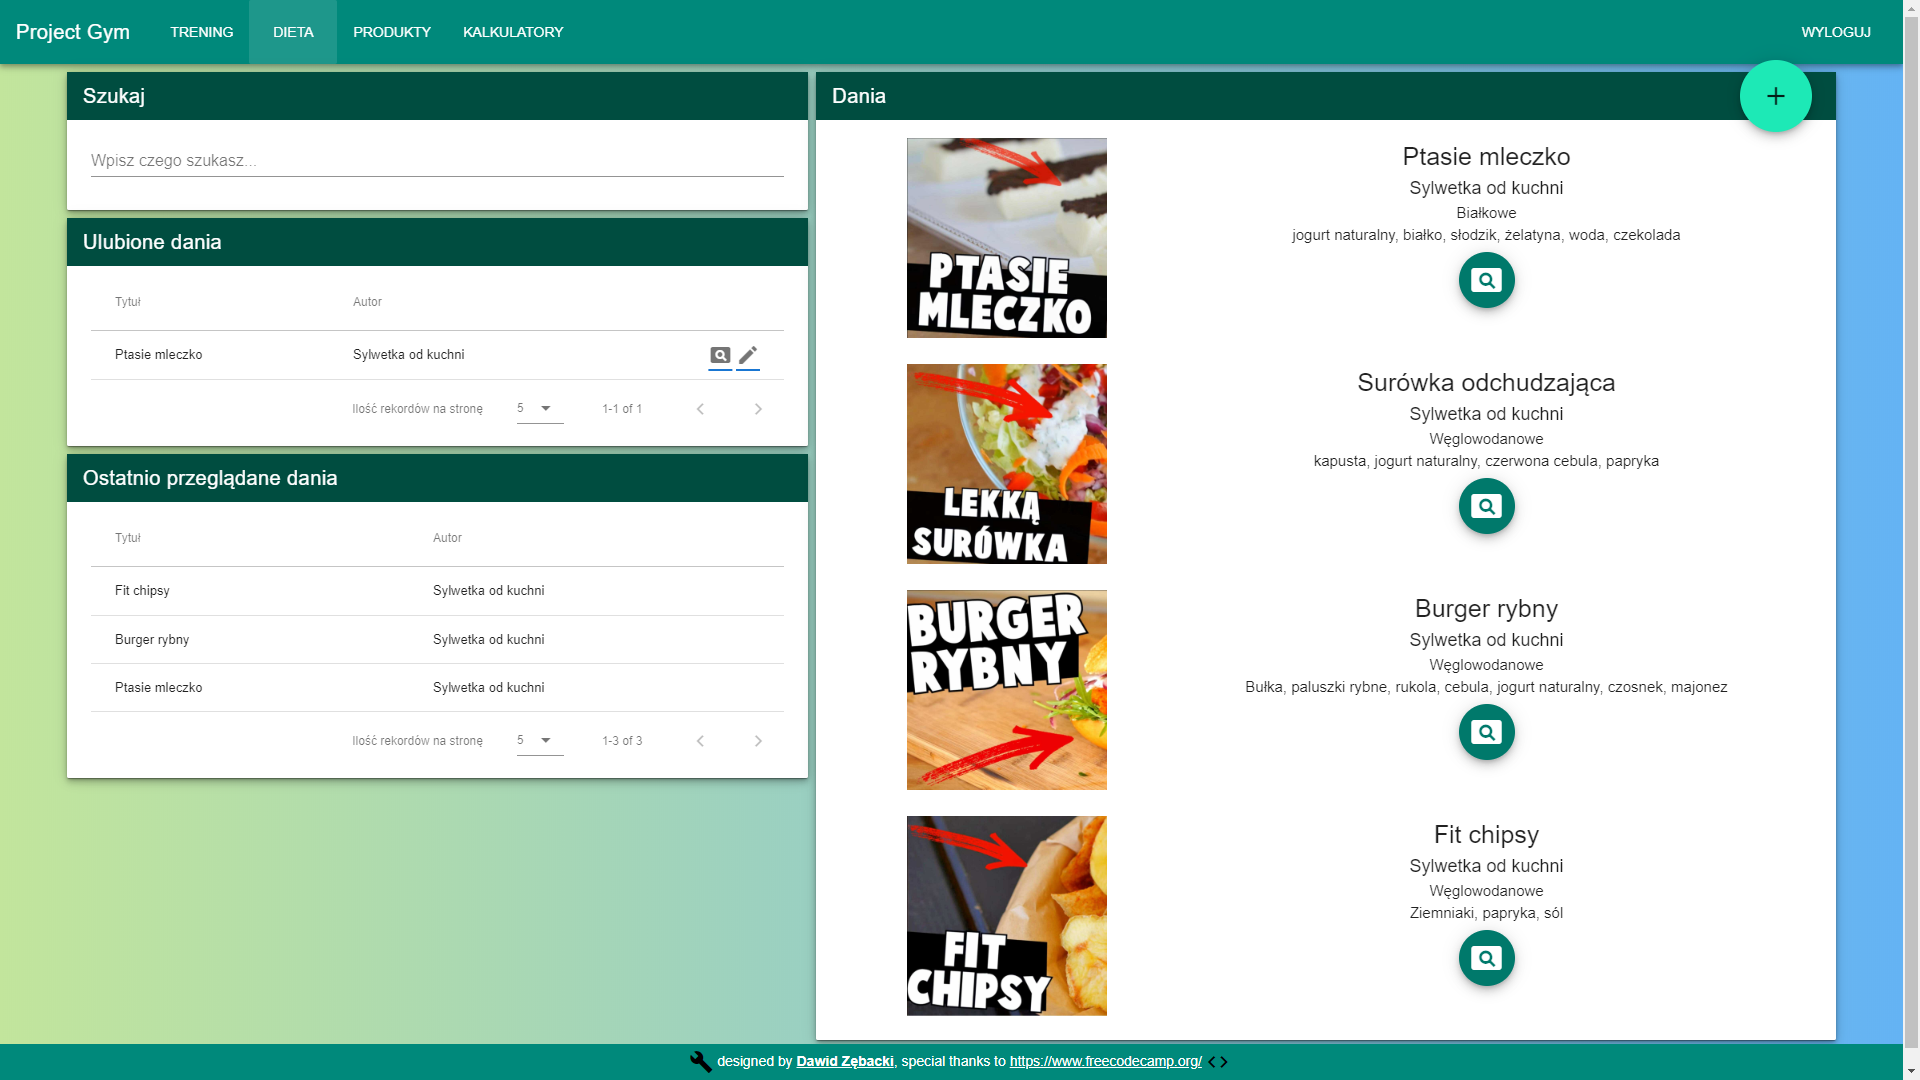 Project Gym TRENING DIETA PRODUKTY KALKULATORY WYLOGUJ
Szukaj
Wpisz czego szukasz...
Ulubione dania
Tytuł Autor
Ptasie mleczko Sylwetka od kuchni
Ilość rekordów na stronę 5 1-1 of 1
Ostatnio przeglądane dania
Tytuł Autor
Fit chipsy Sylwetka od kuchni
Burger rybny Sylwetka od kuchni
Ptasie mleczko Sylwetka od kuchni
Ilość rekordów na stronę 5 1-3 of 3
Dania
+
PTASIE
MLECZKO
Ptasie mleczko
Sylwetka od kuchni
Białkowe
jogurt naturalny, białko, słodzik, żelatyna, woda, czekolada
LEKKĄ
SURÓWKA
Surówka odchudzająca
Sylwetka od kuchni
Węglowodanowe
kapusta, jogurt naturalny, czerwona cebula, papryka
BURGER
RYBNY
Burger rybny
Sylwetka od kuchni
Węglowodanowe
Bułka, paluszki rybne, rukola, cebula, jogurt naturalny, czosnek, majonez
FIT
CHIPSY
Fit chipsy
Sylwetka od kuchni
Węglowodanowe
Ziemniaki, papryka, sól
designed by Dawid Zębacki, special thanks to https://www.freecodecamp.org/